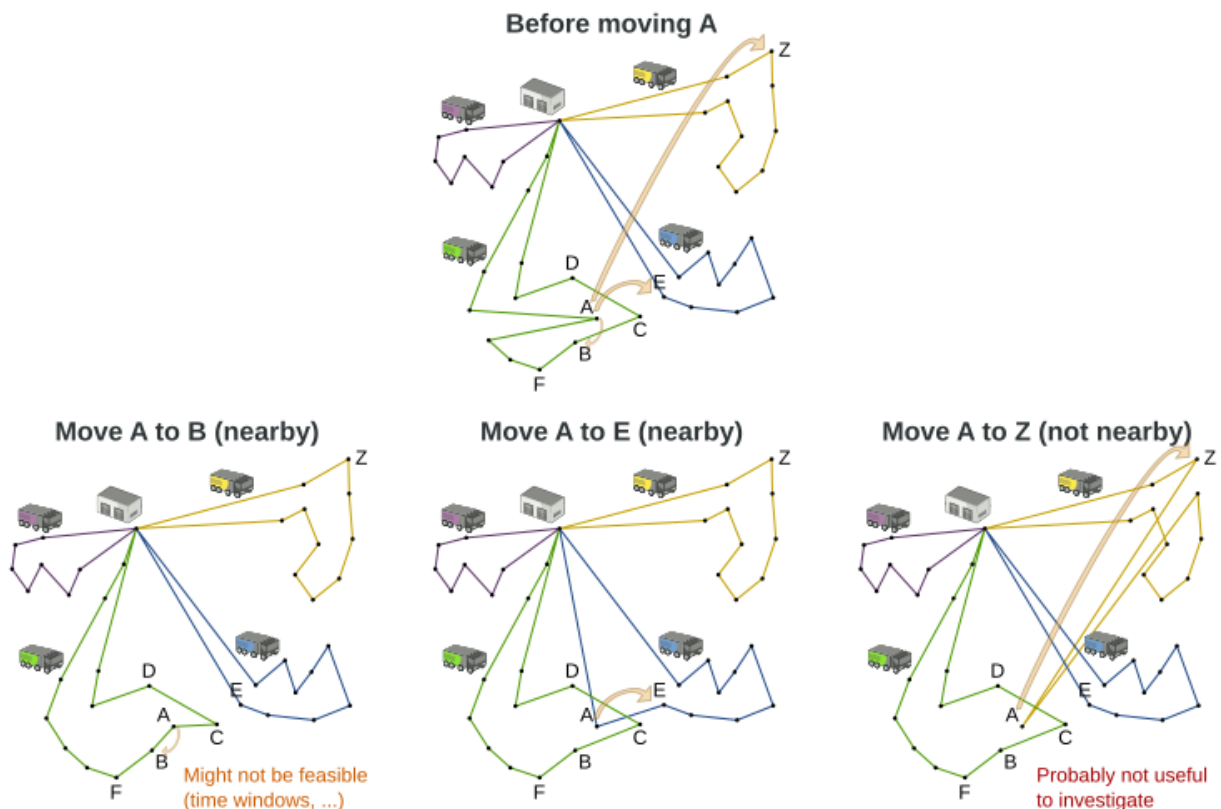 Before moving A
Z
D
E
A
C
B
F
Move A to B (nearby)
Z
D
E
A
C
B
F
Might not be feasible
(time windows, ...)
Move A to E (nearby)
Z
D
E
A
C
B
F
Move A to Z (not nearby)
Z
D
E
A
C
B
F
Probably not useful
to investigate